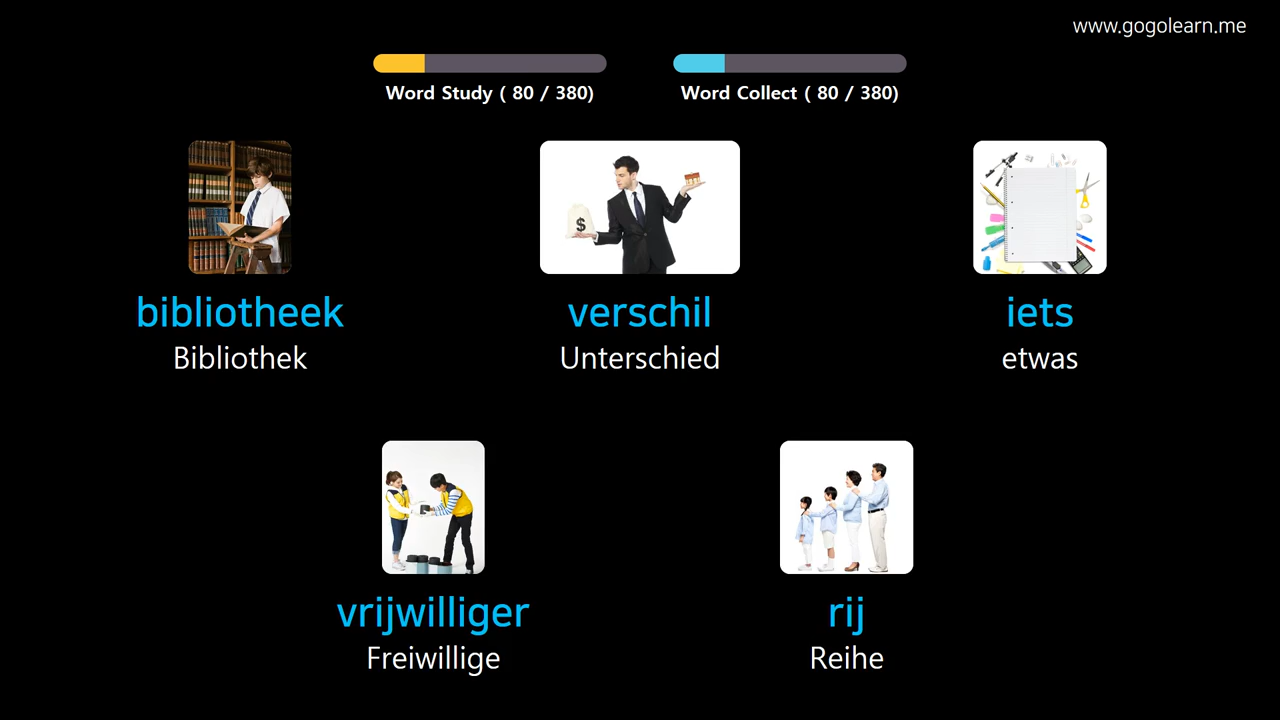 www.gogolearn.me
Word Study ( 80 / 380)
Word Collect ( 80 / 380)
$
bibliotheek
Bibliothek
verschil
Unterschied
iets
etwas
vrijwilliger
Freiwillige
rij
Reihe